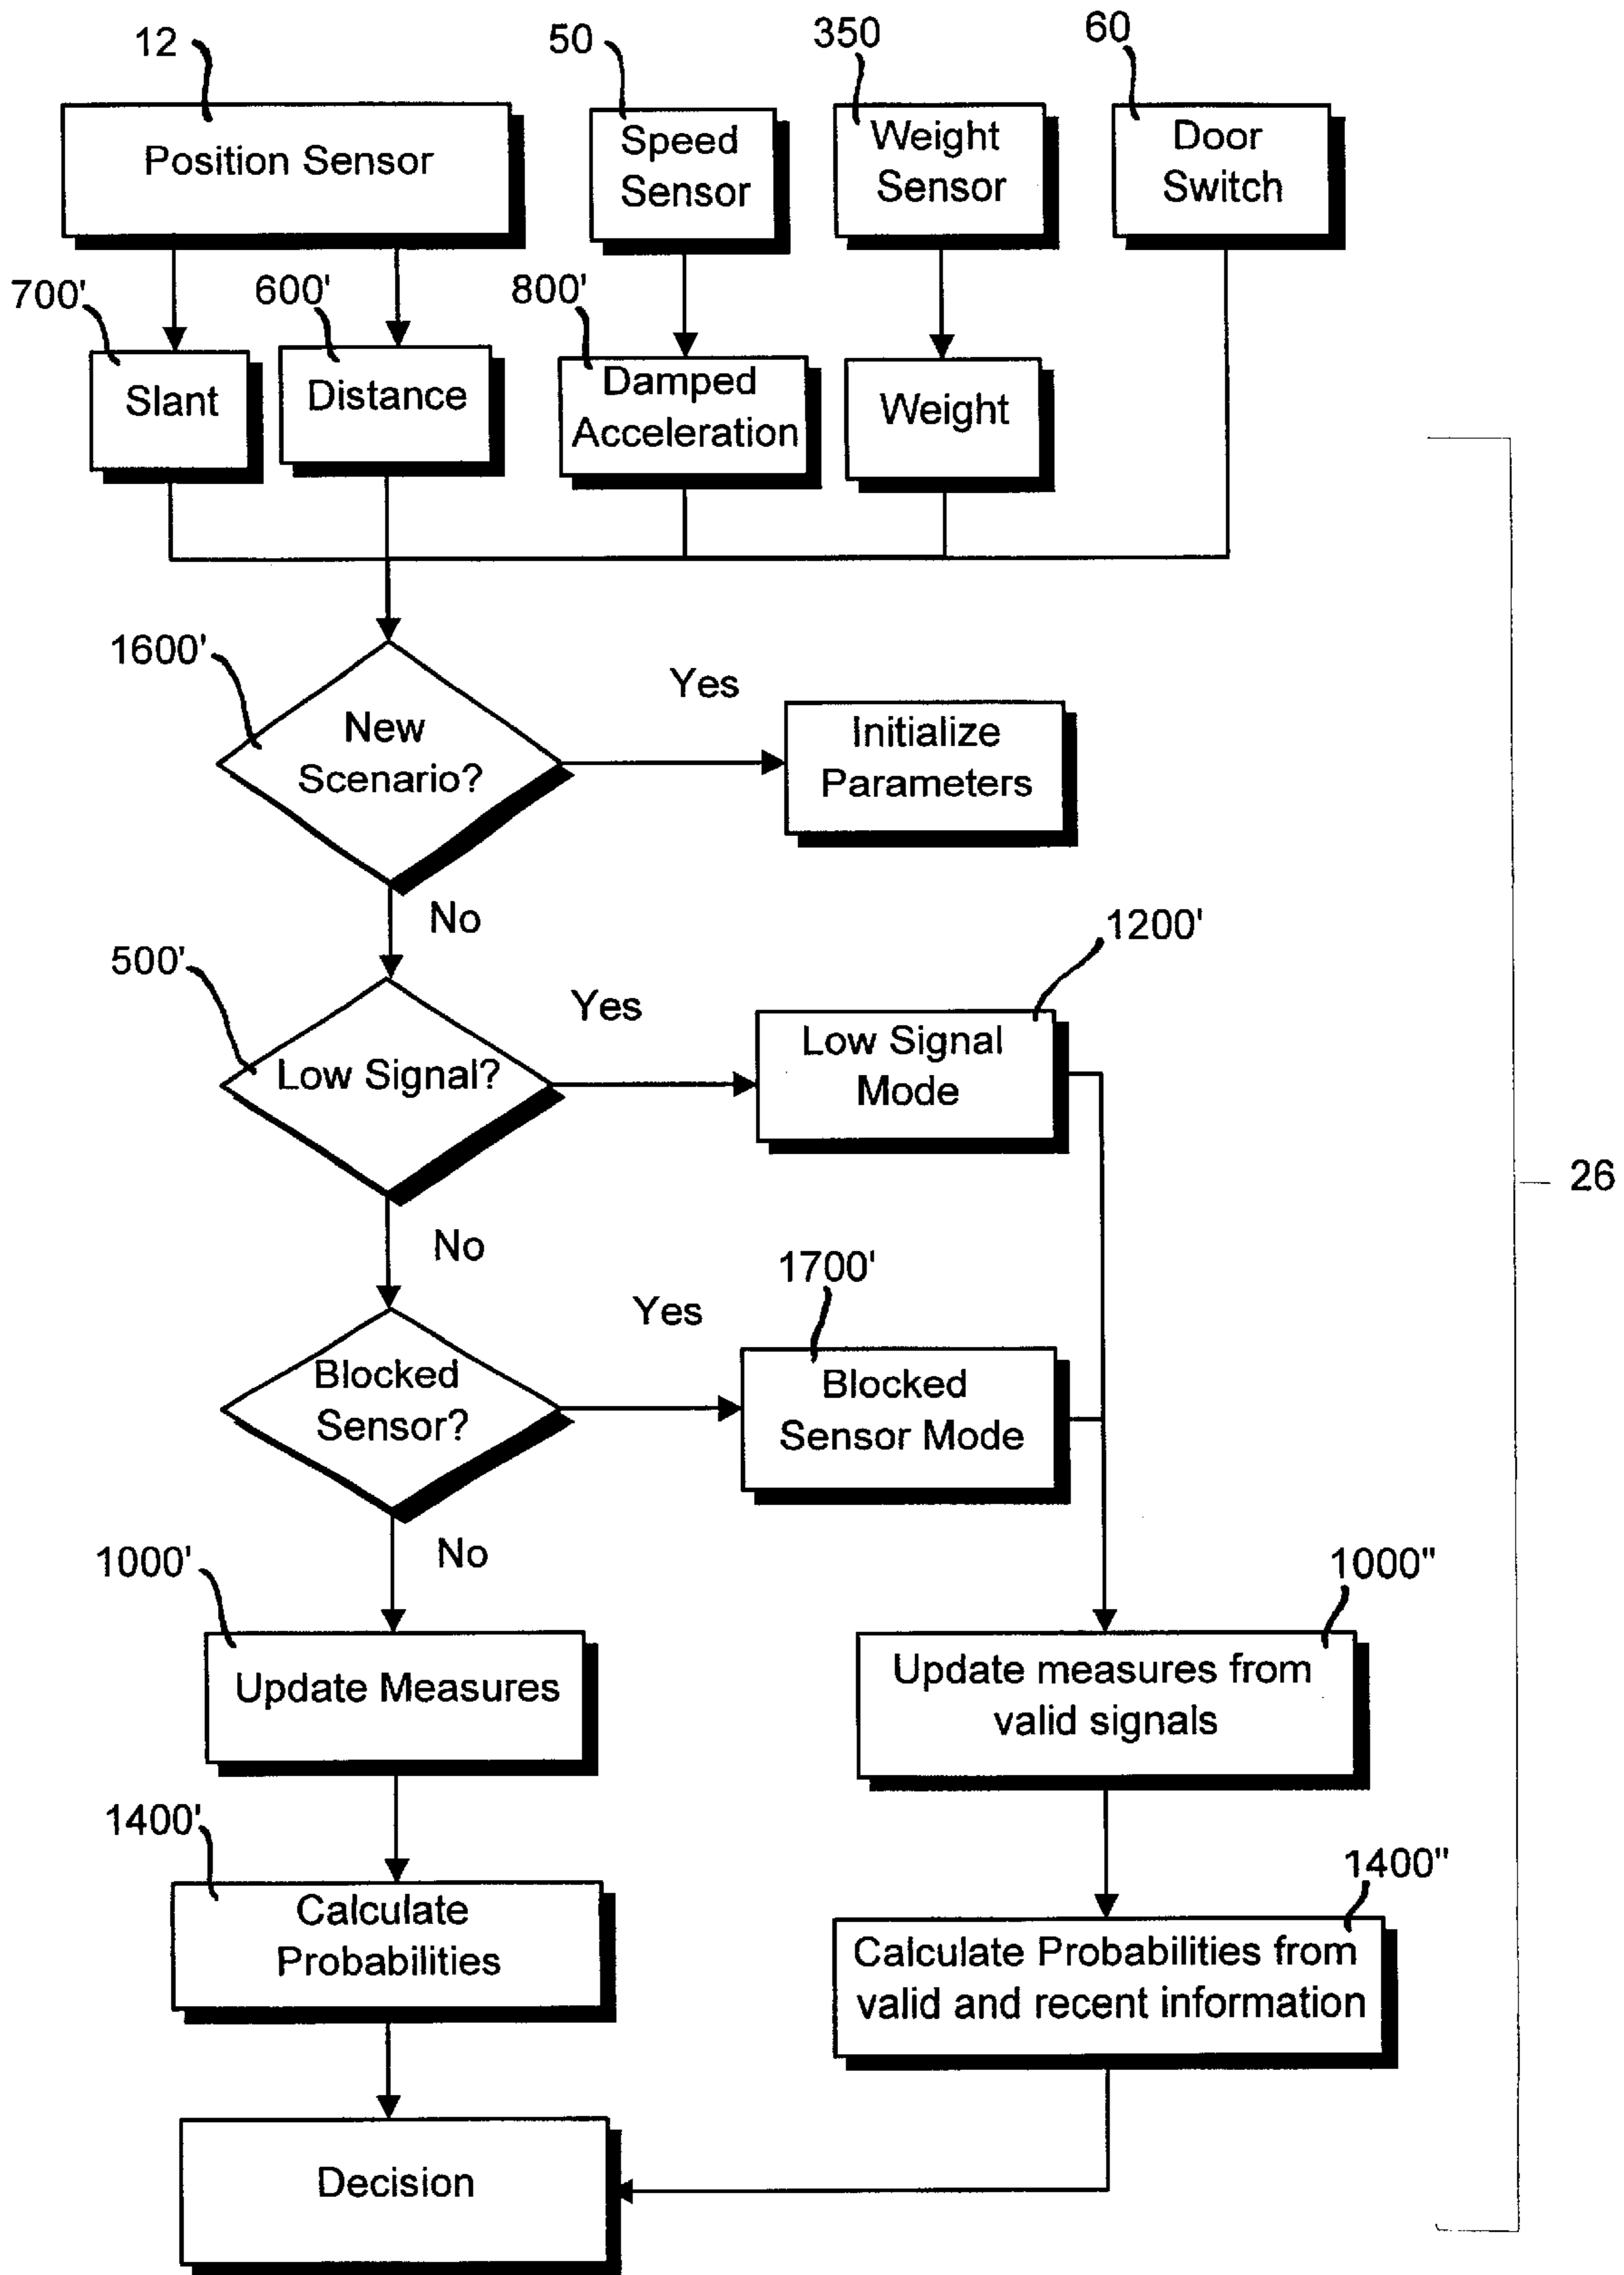 12
50
350
60
Position Sensor
Speed
Sensor
Weight
Sensor
Door
Switch
700'
600'
800'
Slant
Distance
Damped
Acceleration
Weight
1600'
New
Scenario?
Yes
Initialize
Parameters
No
500'
Low Signal?
Yes
1200'
Low Signal
Mode
26
No
Blocked
Sensor?
Yes
1700'
Blocked
Sensor Mode
No
1000'
Update Measures
1000"
Update measures from
valid signals
1400'
Calculate
Probabilities
1400"
Calculate Probabilities from
valid and recent information
Decision